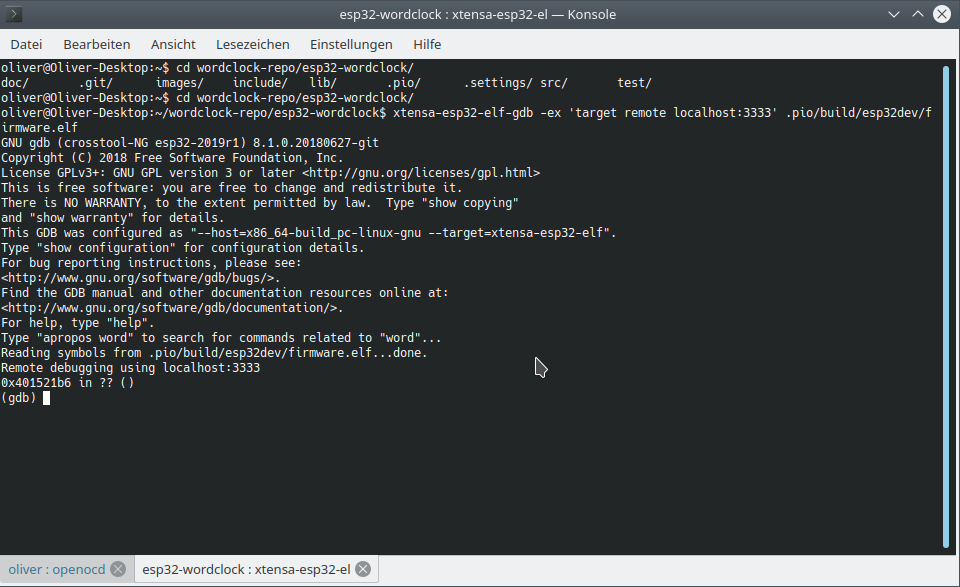 esp32-wordclock : xtensa-esp32-el — Konsole
Datei Bearbeiten Ansicht Lesezeichen Einstellungen Hilfe
oliver@Oliver-Desktop:~$ cd wordclock-repo/esp32-wordclock/
doc/ .git/ images/ include/ lib/ .pio/ .settings/ src/ test/
oliver@Oliver-Desktop:~$ cd wordclock-repo/esp32-wordclock/
oliver@Oliver-Desktop:~/wordclock-repo/esp32-wordclock$ xtensa-esp32-elf-gdb -ex 'target remote localhost:3333' .pio/build/esp32dev/f
irmware.elf
GNU gdb (crosstool-NG esp32-2019r1) 8.1.0.20180627-git
Copyright (C) 2018 Free Software Foundation, Inc.
License GPLv3+: GNU GPL version 3 or later <http://gnu.org/licenses/gpl.html>
This is free software: you are free to change and redistribute it.
There is NO WARRANTY, to the extent permitted by law.  Type "show copying"
and "show warranty" for details.
This GDB was configured as "--host=x86_64-build_pc-linux-gnu --target=xtensa-esp32-elf".
Type "show configuration" for configuration details.
For bug reporting instructions, please see:
<http://www.gnu.org/software/gdb/bugs/>.
Find the GDB manual and other documentation resources online at:
<http://www.gnu.org/software/gdb/documentation/>.
For help, type "help".
Type "apropos word" to search for commands related to "word"...
Reading symbols from .pio/build/esp32dev/firmware.elf...done.
Remote debugging using localhost:3333
0x401521b6 in ?? ()
(gdb)
oliver : openocd esp32-wordclock : xtensa-esp32-el